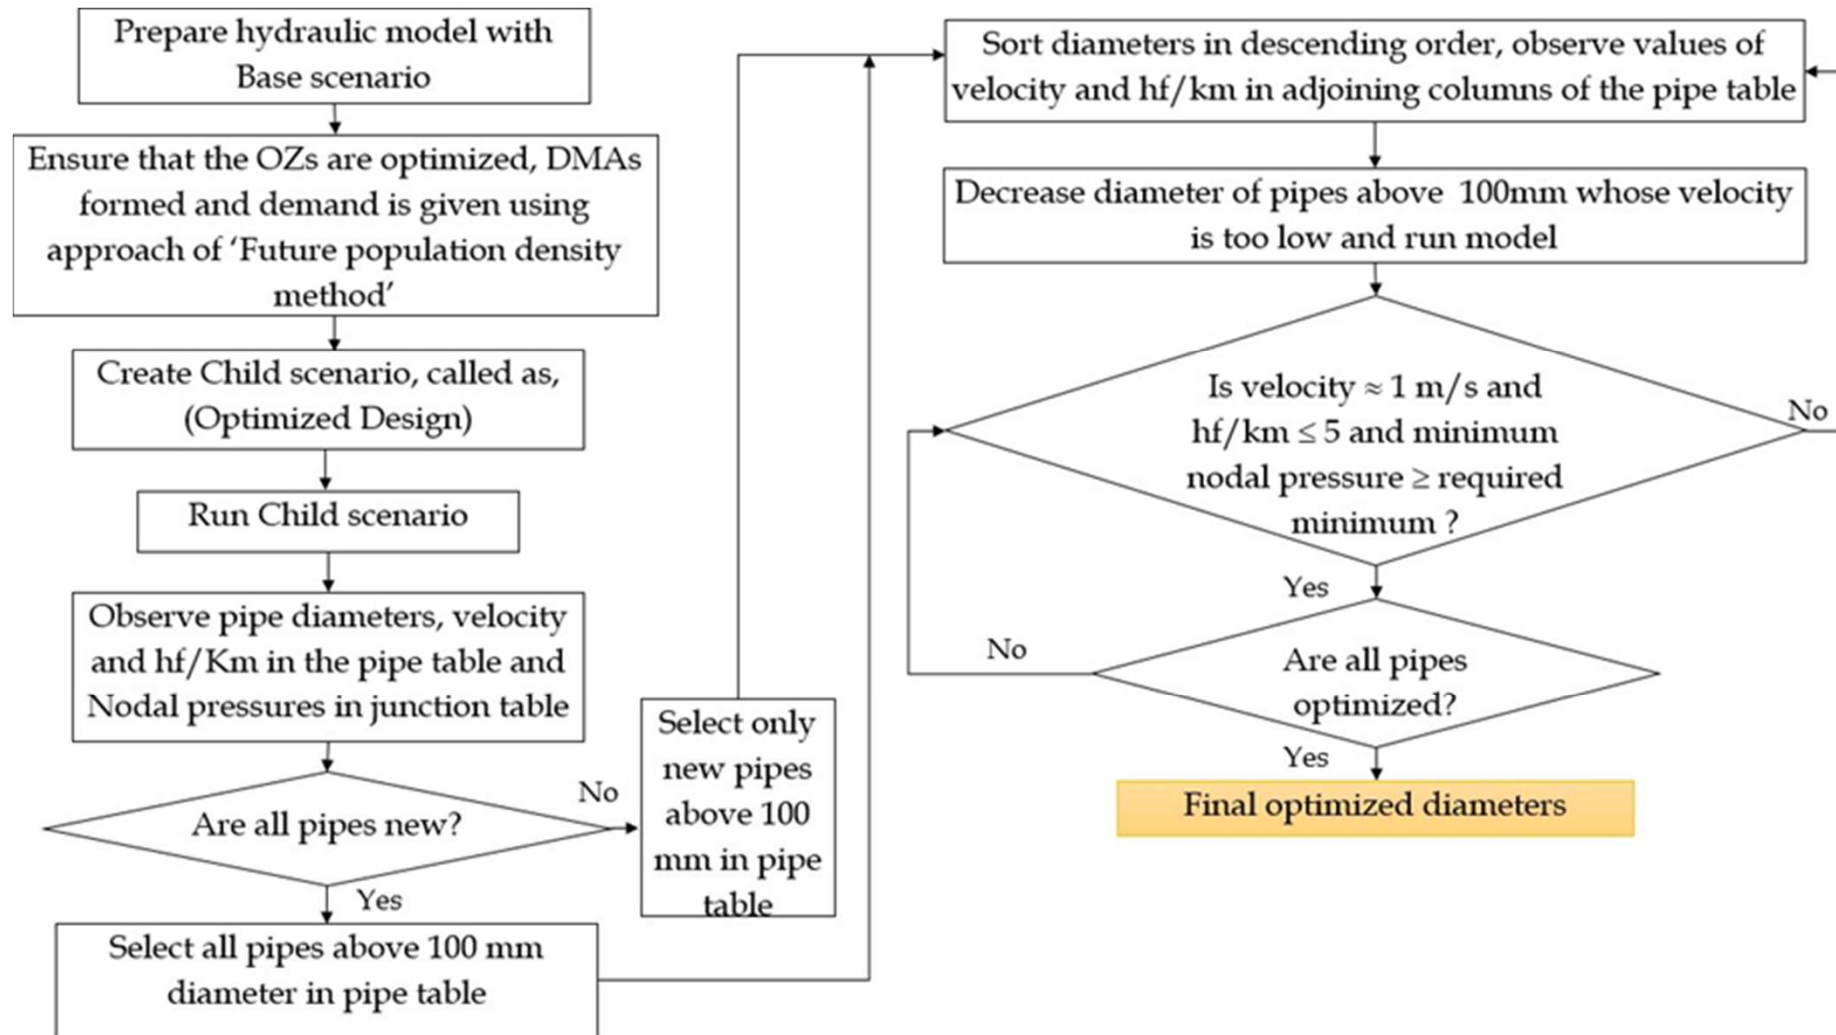 Prepare hydraulic model with
Base scenario
Ensure that the OZs are optimized, DMAs
formed and demand is given using
approach of ‘Future population density
method’
Create Child scenario, called as,
(Optimized Design)
Run Child scenario
Observe pipe diameters, velocity
and hf/Km in the pipe table and
Nodal pressures in junction table
Are all pipes new?
No
Yes
Select all pipes above 100 mm
diameter in pipe table
Select only
new pipes
above 100
mm in pipe
table
Sort diameters in descending order, observe values of
velocity and hf/km in adjoining columns of the pipe table
Decrease diameter of pipes above 100mm whose velocity
is too low and run model
Is velocity ≈ 1 m/s and
hf/km ≤ 5 and minimum
nodal pressure ≥ required
minimum ?
No
Yes
Are all pipes
optimized?
No
Yes
Final optimized diameters